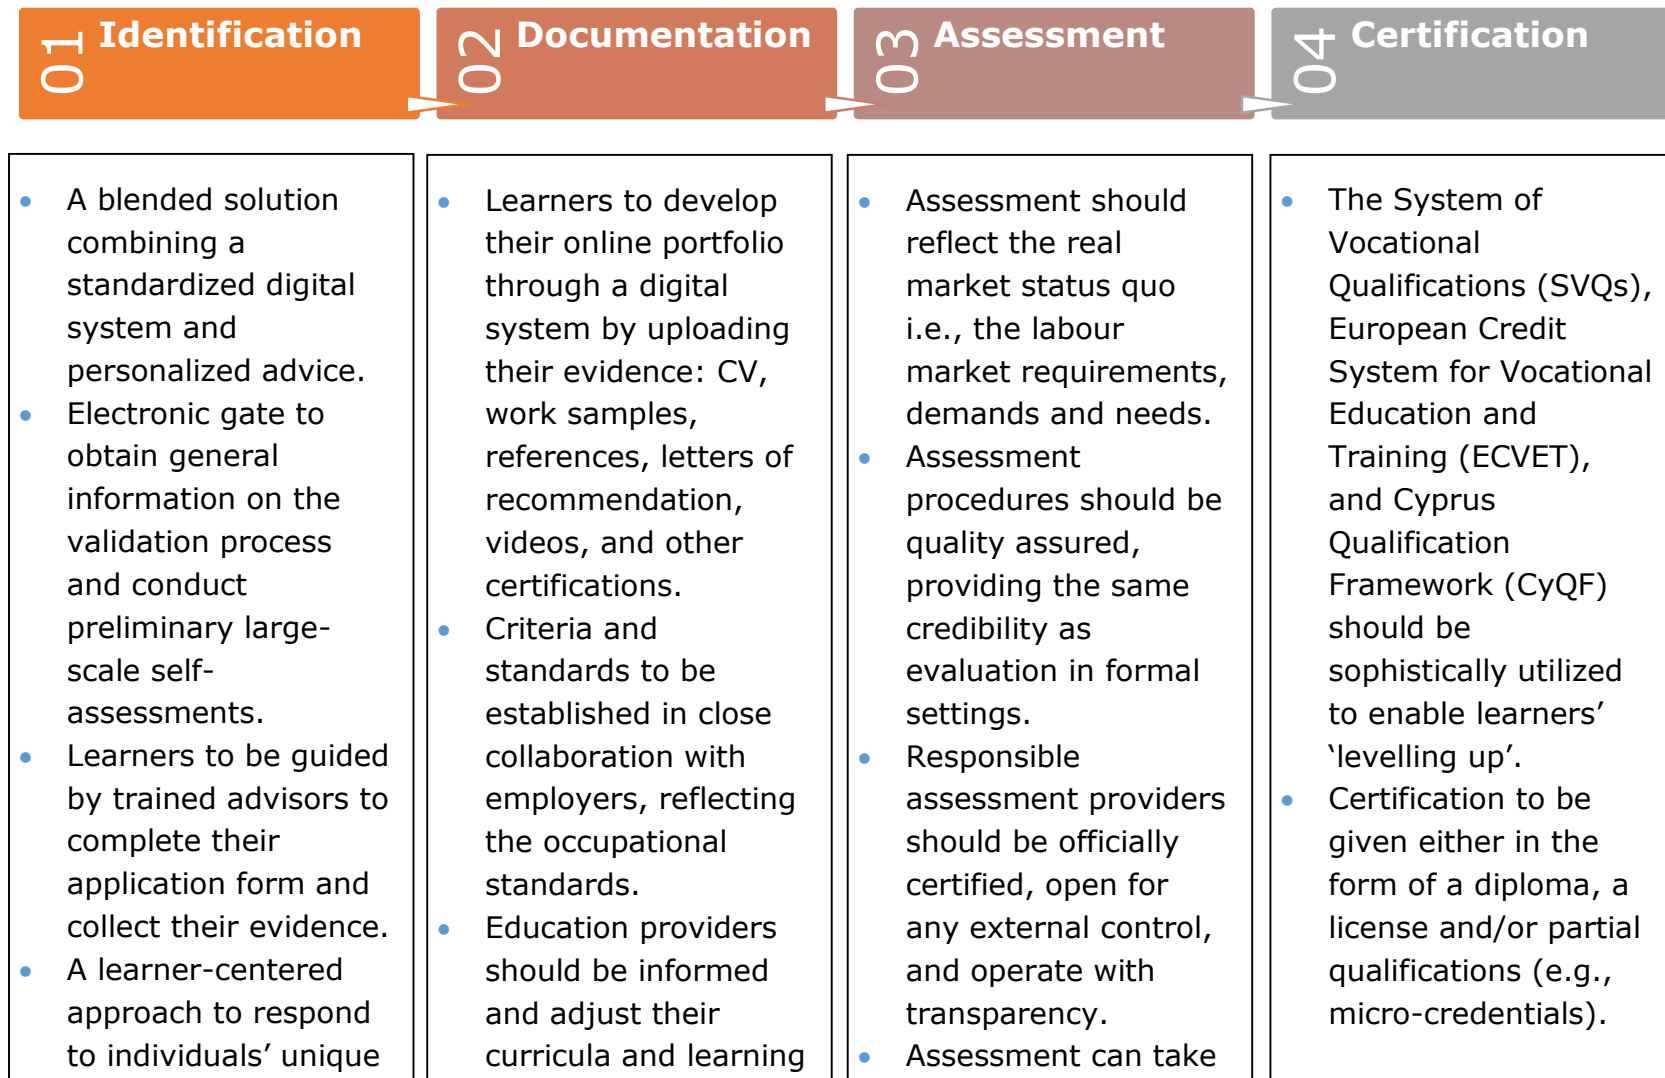 01 Identification
02 Documentation
03 Assessment
04 Certification
• A blended solution
combining a
standardized digital
system and
personalized advice.
• Electronic gate to
obtain general
information on the
validation process
and conduct
preliminary large-
scale self-
assessments.
• Learners to be guided
by trained advisors to
complete their
application form and
collect their evidence.
• A learner-centered
approach to respond
to individuals’ unique
• Learners to develop
their online portfolio
through a digital
system by uploading
their evidence: CV,
work samples,
references, letters of
recommendation,
videos, and other
certifications.
• Criteria and
standards to be
established in close
collaboration with
employers, reflecting
the occupational
standards.
• Education providers
should be informed
and adjust their
curricula and learning
• Assessment should
reflect the real
market status quo
i.e., the labour
market requirements,
demands and needs.
• Assessment
procedures should be
quality assured,
providing the same
credibility as
evaluation in formal
settings.
• Responsible
assessment providers
should be officially
certified, open for
any external control,
and operate with
transparency.
• Assessment can take
• The System of
Vocational
Qualifications (SVQs),
European Credit
System for Vocational
Education and
Training (ECVET),
and Cyprus
Qualification
Framework (CyQF)
should be
sophistically utilized
to enable learners’
‘levelling up’.
• Certification to be
given either in the
form of a diploma, a
license and/or partial
qualifications (e.g.,
micro-credentials).